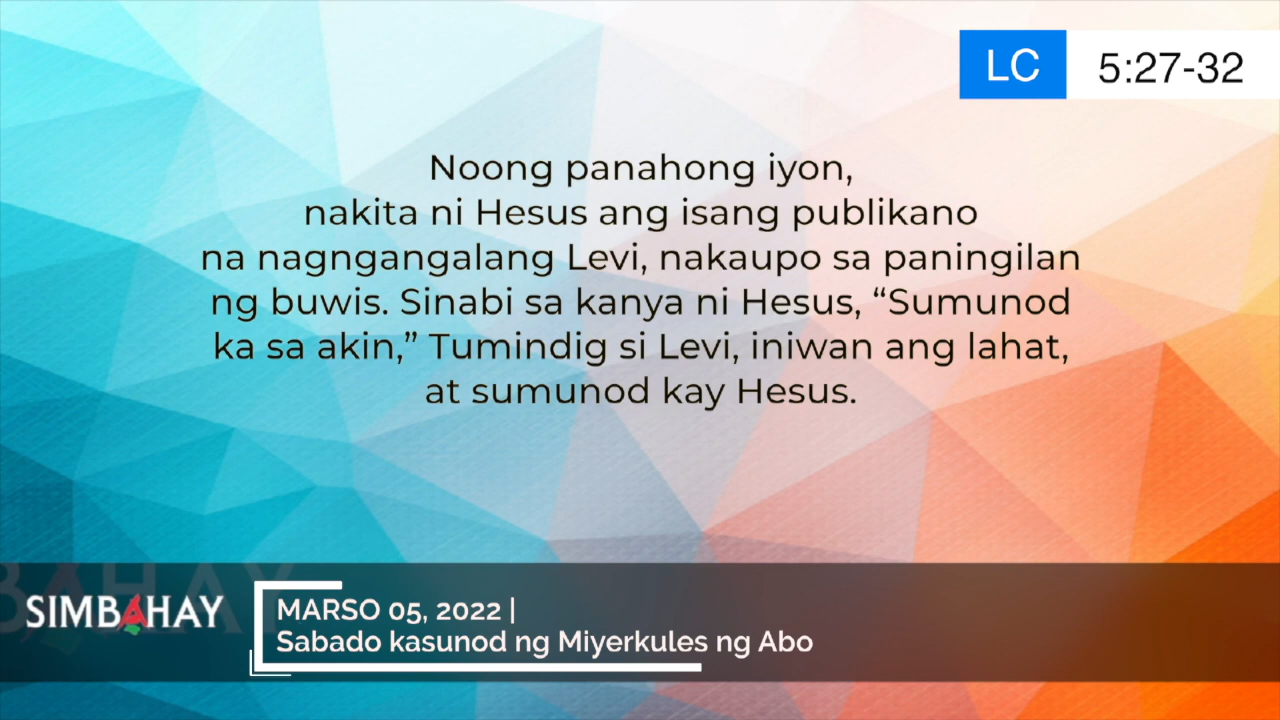 LC 5:27-32
Noong panahong iyon,
nakita ni Hesus ang isang publikano
na nagngangalang Levi, nakaupo sa paningilan
ng buwis. Sinabi sa kanya ni Hesus, “Sumunod
ka sa akin,” Tumindig si Levi, iniwan ang lahat,
at sumunod kay Hesus.
SIMBAHAY
MARSO 05, 2022 |
Sabado kasunod ng Miyerkules ng Abo